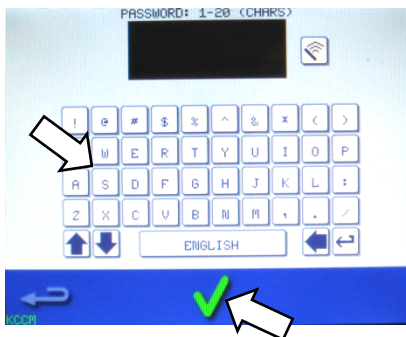 PASSWORD: 1-20 (CHARS)
! @ # $ % ^ & * < >
W E R T Y U I O P
A S D F G H J K L :
Z X C V B N M , . /
ENGLISH
KCCM